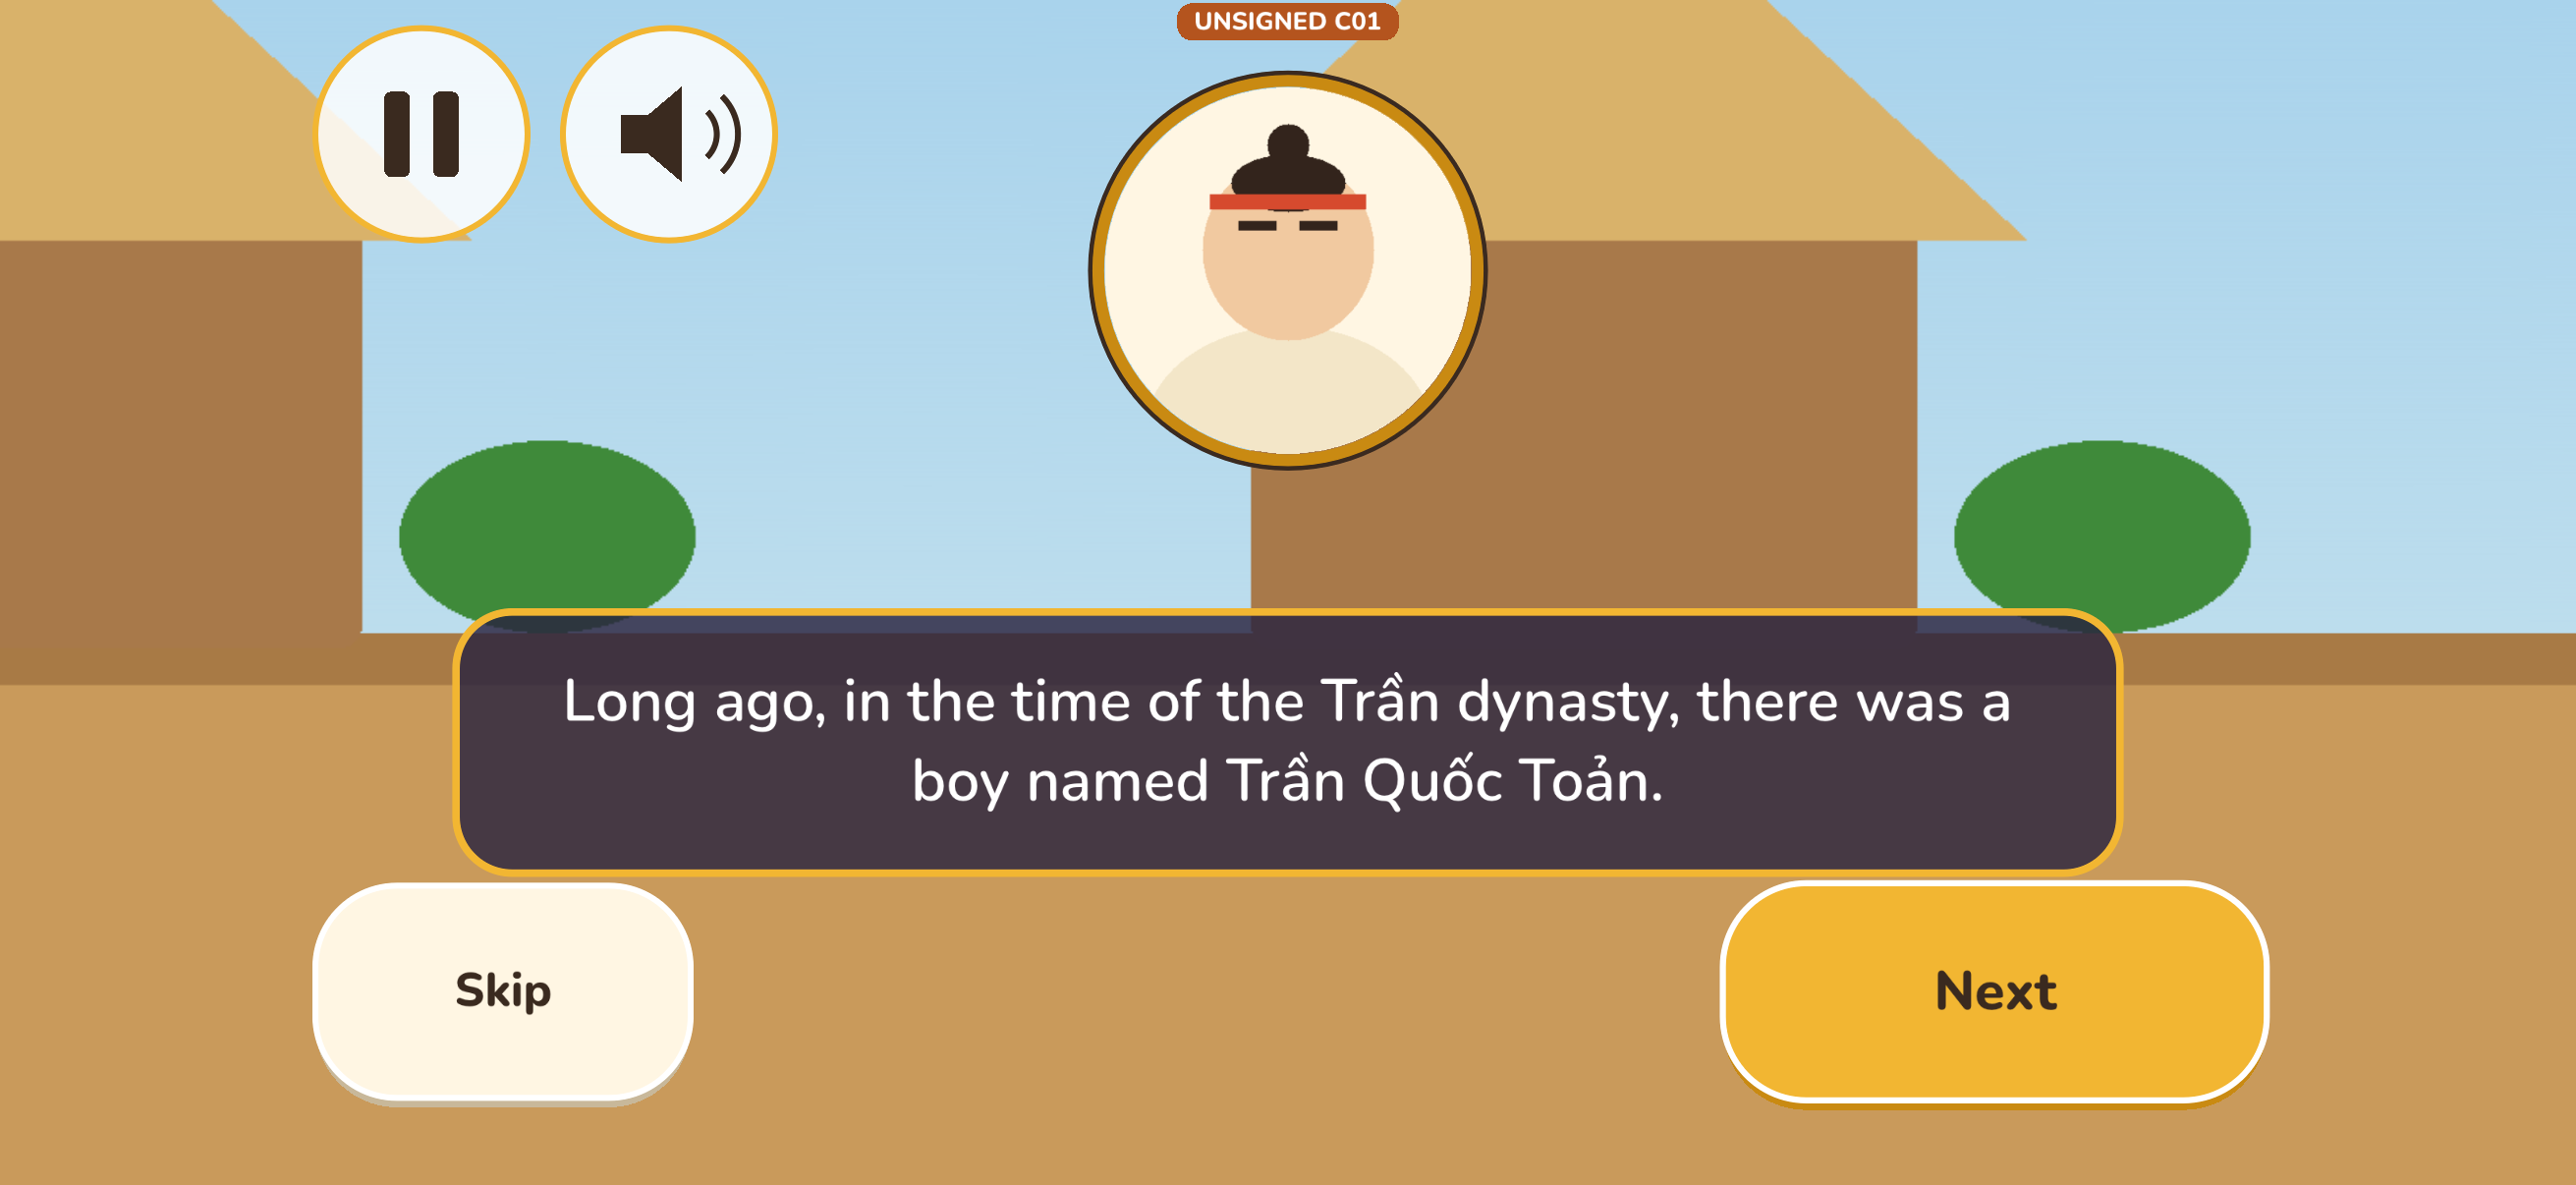 UNSIGNED C01
Long ago, in the time of the Trần dynasty, there was a
boy named Trần Quốc Toản.
Skip
Next